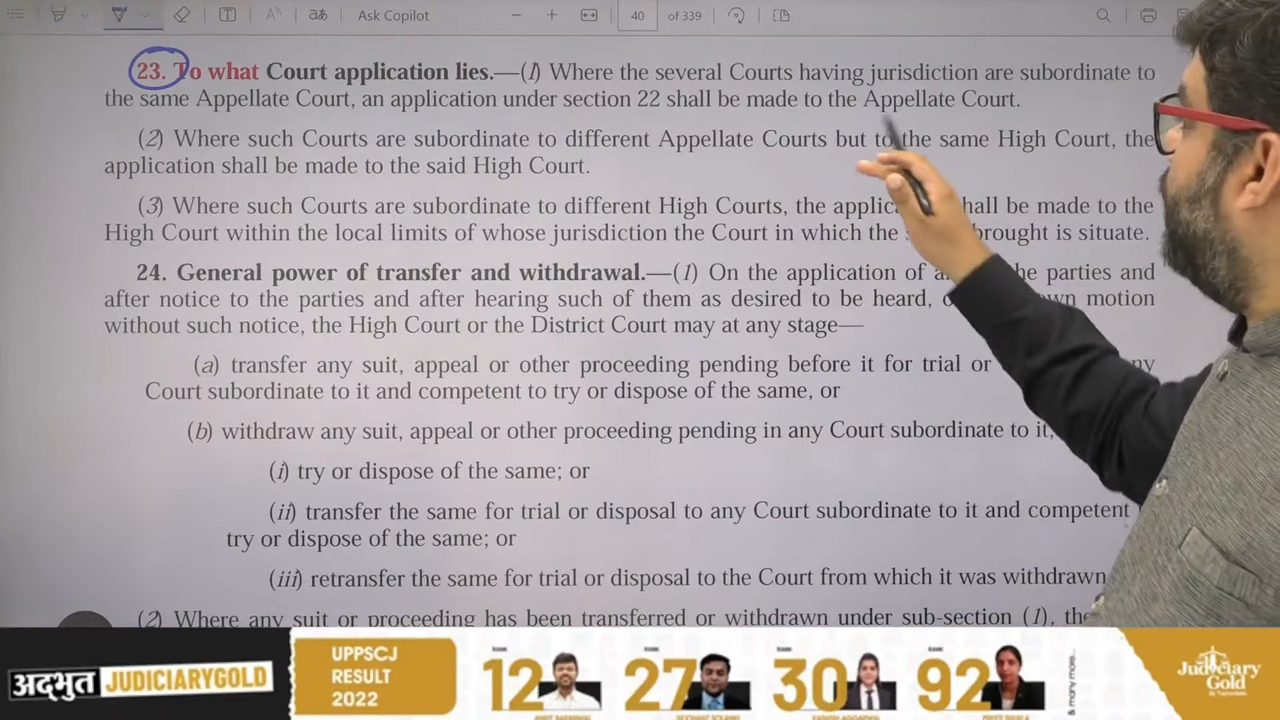 Ask Copilot
40 of 339
23. To what Court application lies.—(1) Where the several Courts having jurisdiction are subordinate to
the same Appellate Court, an application under section 22 shall be made to the Appellate Court.
(2) Where such Courts are subordinate to different Appellate Courts but to the same High Court, the
application shall be made to the said High Court.
(3) Where such Courts are subordinate to different High Courts, the applic hall be made to the
High Court within the local limits of whose jurisdiction the Court in which the brought is situate.
24. General power of transfer and withdrawal.—(1) On the application of a he parties and
after notice to the parties and after hearing such of them as desired to be heard, wn motion
without such notice, the High Court or the District Court may at any stage—
(a) transfer any suit, appeal or other proceeding pending before it for trial or ny
Court subordinate to it and competent to try or dispose of the same, or
(b) withdraw any suit, appeal or other proceeding pending in any Court subordinate to it,
(i) try or dispose of the same; or
(ii) transfer the same for trial or disposal to any Court subordinate to it and competent
try or dispose of the same; or
(iii) retransfer the same for trial or disposal to the Court from which it was withdrawn
(2) Where any suit or proceeding has been transferred or withdrawn under sub-section (1), the
अद्भुत JUDICIARYGOLD
UPPSCJ
RESULT
2022
RANK 12
RANK 27
RANK 30
RANK 92
& many more...
Judiciary
Gold